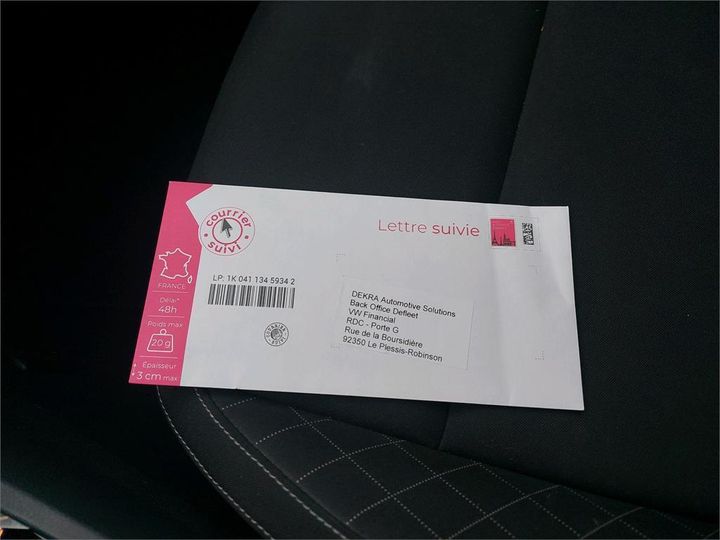 courrier
suivi
Lettre suivie
FRANCE
Délai*
48h
Poids max
20 g
Épaisseur
3 cm max
LP: 1K 041 134 5934 2
DEKRA Automotive Solutions
Back Office Defleet
VW Financial
RDC - Porte G
Rue de la Boursidière
92350 Le Plessis-Robinson